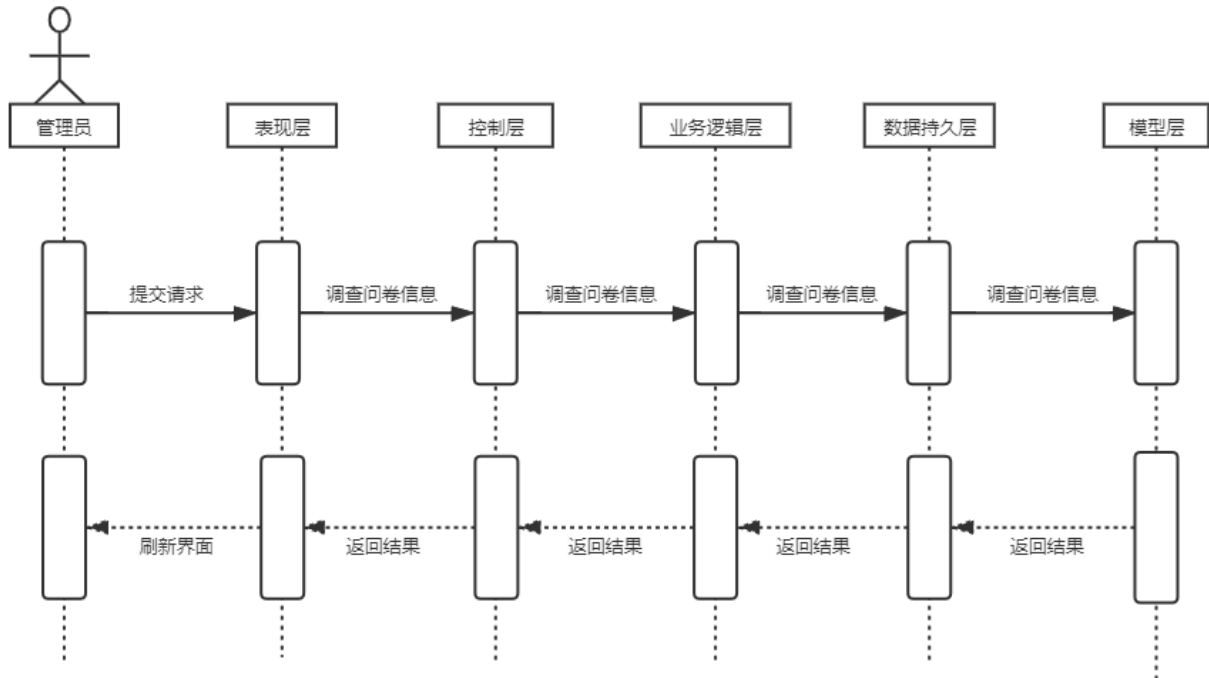 管理员
表现层
控制层
业务逻辑层
数据持久层
模型层
提交请求
调查问卷信息
调查问卷信息
调查问卷信息
调查问卷信息
刷新界面
返回结果
返回结果
返回结果
返回结果